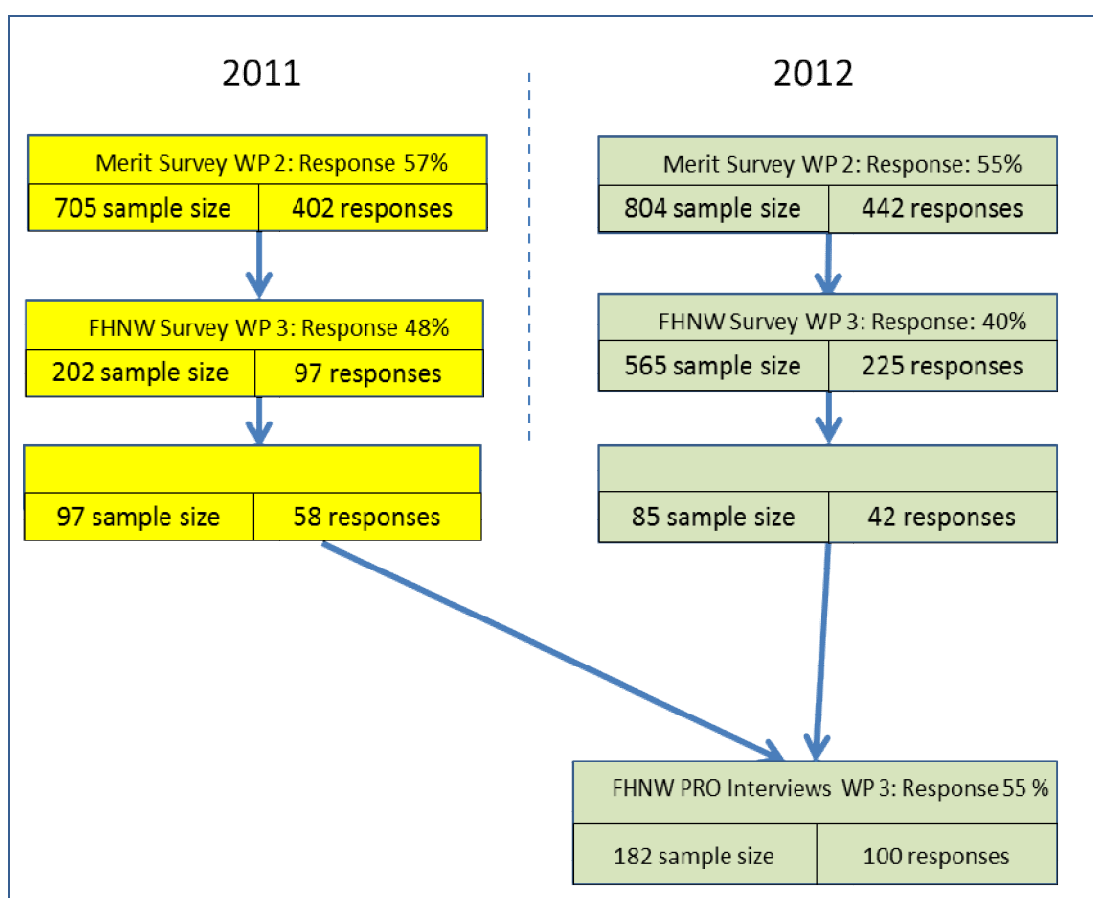 2011
2012
Merit Survey WP 2: Response 57%
705 sample size 402 responses
Merit Survey WP 2: Response: 55%
804 sample size 442 responses
FHNW Survey WP 3: Response 48%
202 sample size 97 responses
FHNW Survey WP 3: Response: 40%
565 sample size 225 responses
97 sample size 58 responses
85 sample size 42 responses
FHNW PRO Interviews WP 3: Response 55 %
182 sample size 100 responses